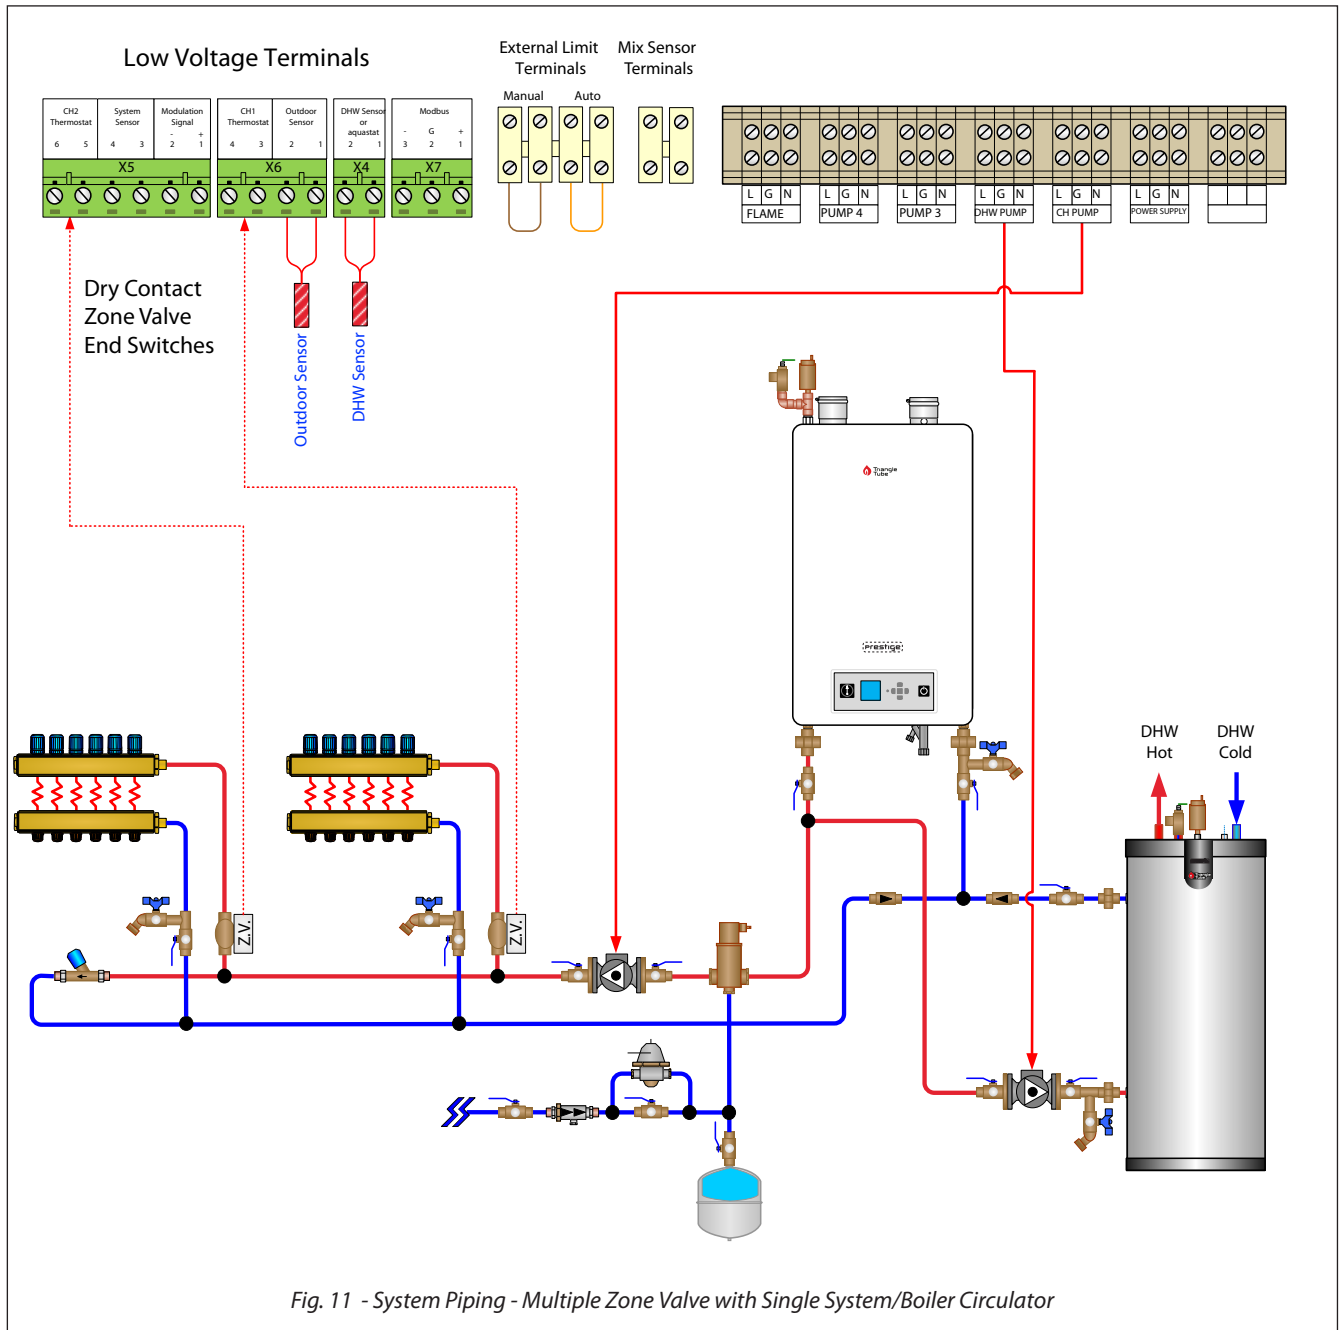 Low Voltage Terminals
External Limit
Terminals
Mix Sensor
Terminals
Manual Auto
CH2
Thermostat
6 5
System
Sensor
4 3
Modulation
Signal
- +
2 1
X5
CH1
Thermostat
4 3
Outdoor
Sensor
2 1
X6
DHW Sensor
or
aquastat
2 1
X4
Modbus
- G +
3 2 1
X7
L G N
FLAME
L G N
PUMP 4
L G N
PUMP 3
L G N
DHW PUMP
L G N
CH PUMP
L G N
POWER SUPPLY
Dry Contact
Zone Valve
End Switches
Outdoor Sensor
DHW Sensor
Triangle
Tube
Prestige
DHW
Hot
DHW
Cold
Z.V.
Z.V.
Fig. 11 - System Piping - Multiple Zone Valve with Single System/Boiler Circulator